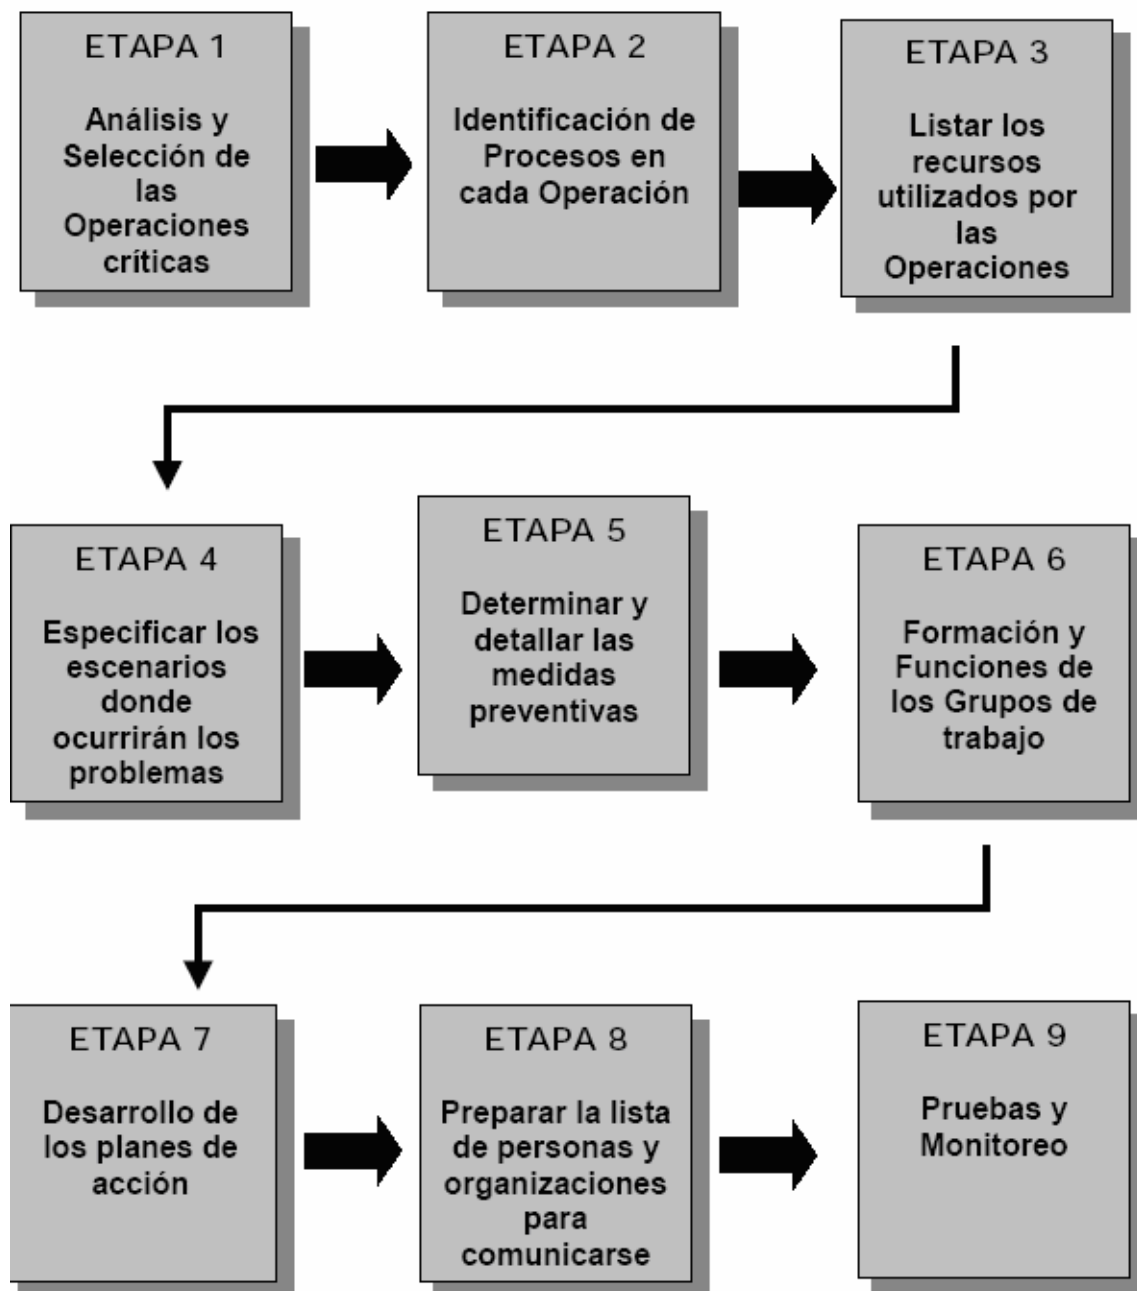 ETAPA 1
Análisis y
Selección de
las
Operaciones
críticas
ETAPA 2
Identificación de
Procesos en
cada Operación
ETAPA 3
Listar los
recursos
utilizados por
las
Operaciones
ETAPA 4
Especificar los
escenarios
donde
ocurrirán los
problemas
ETAPA 5
Determinar y
detallar las
medidas
preventivas
ETAPA 6
Formación y
Funciones de
los Grupos de
trabajo
ETAPA 7
Desarrollo de
los planes de
acción
ETAPA 8
Preparar la lista
de personas y
organizaciones
para
comunicarse
ETAPA 9
Pruebas y
Monitoreo